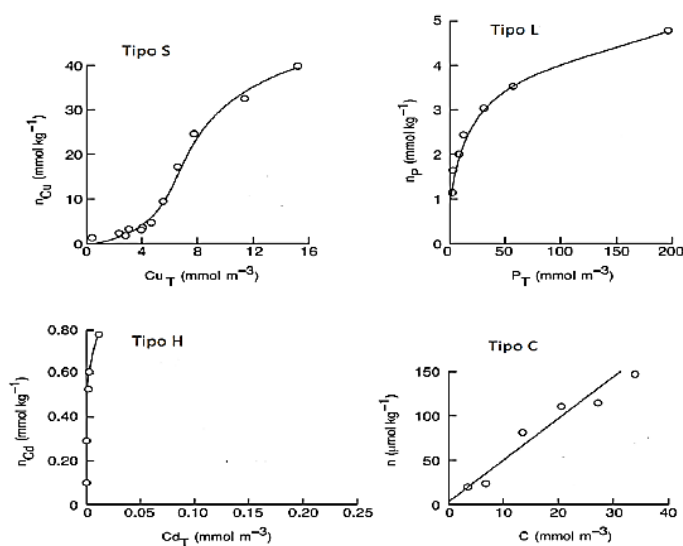 Tipo S
40
30
20
10
0
n_Cu (mmol kg⁻¹)
0 4 8 12 16
Cu_T (mmol m⁻³)
Tipo L
6
5
4
3
2
1
0
n_P (mmol kg⁻¹)
0 50 100 150 200
P_T (mmol m⁻³)
Tipo H
0.80
0.60
0.40
0.20
0
n_Cd (mmol kg⁻¹)
0 0.05 0.10 0.15 0.20 0.25
Cd_T (mmol m⁻³)
Tipo C
150
100
50
0
n (μmol kg⁻¹)
0 10 20 30 40
C (mmol m⁻³)